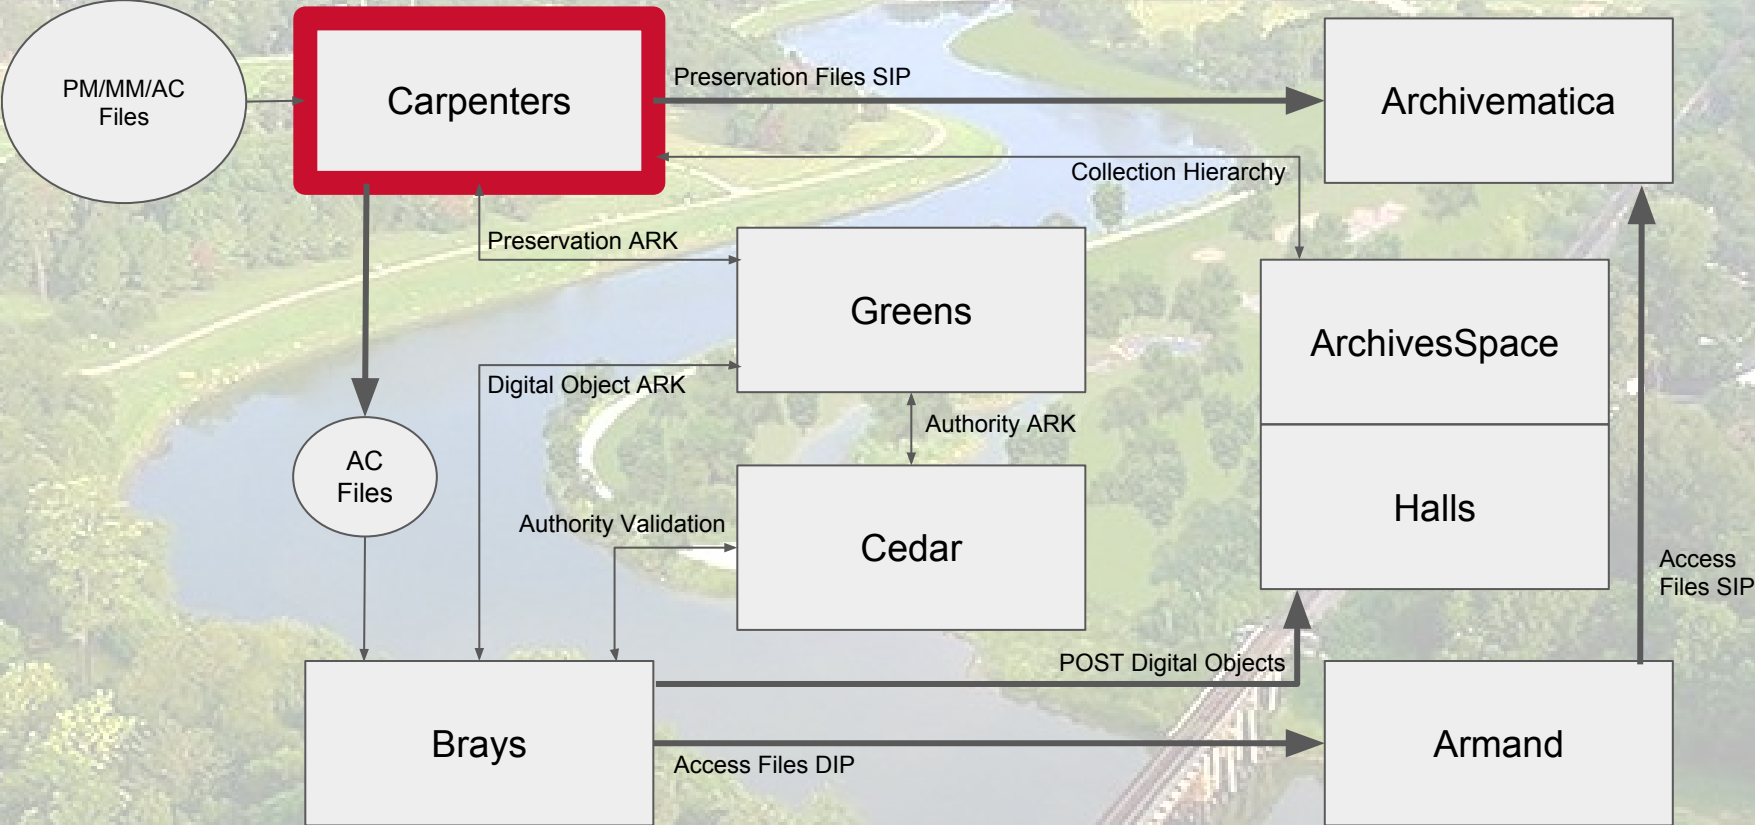 PM/MM/AC
Files
Carpenters
Preservation Files SIP
Archivematica
Collection Hierarchy
Preservation ARK
Greens
ArchivesSpace
Digital Object ARK
Authority ARK
AC
Files
Halls
Authority Validation
Cedar
Access
Files SIP
POST Digital Objects
Brays
Access Files DIP
Armand